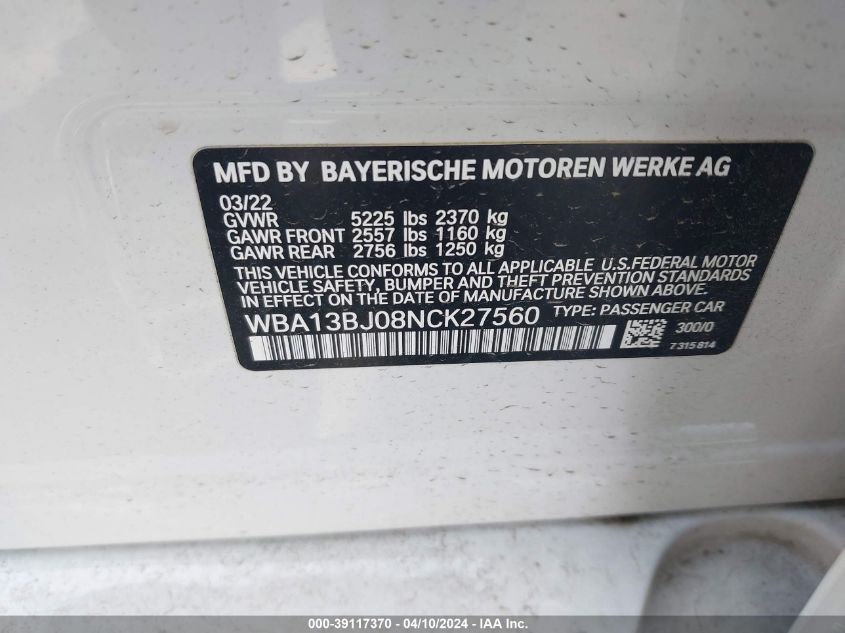 MFD BY BAYERISCHE MOTOREN WERKE AG
03/22
GVWR 5225 lbs 2370 kg
GAWR FRONT 2557 lbs 1160 kg
GAWR REAR 2756 lbs 1250 kg
THIS VEHICLE CONFORMS TO ALL APPLICABLE U.S.FEDERAL MOTOR
VEHICLE SAFETY, BUMPER AND THEFT PREVENTION STANDARDS
IN EFFECT ON THE DATE OF MANUFACTURE SHOWN ABOVE.
WBA13BJ08NCK27560 TYPE: PASSENGER CAR
300/0
7315814
000-39117370 - 04/10/2024 - IAA Inc.